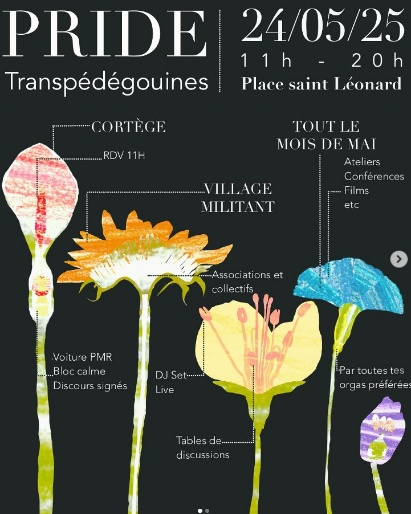 PRIDE
Transpédégouines
24/05/25
11h - 20h
Place saint Léonard
CORTÈGE
RDV 11H
TOUT LE
MOIS DE MAI
Ateliers
Conférences
Films
etc
VILLAGE
MILITANT
Associations et
collectifs
Voiture PMR
Bloc calme
Discours signés
DJ Set
Live
Par toutes tes
orgas préférées
Tables de
discussions